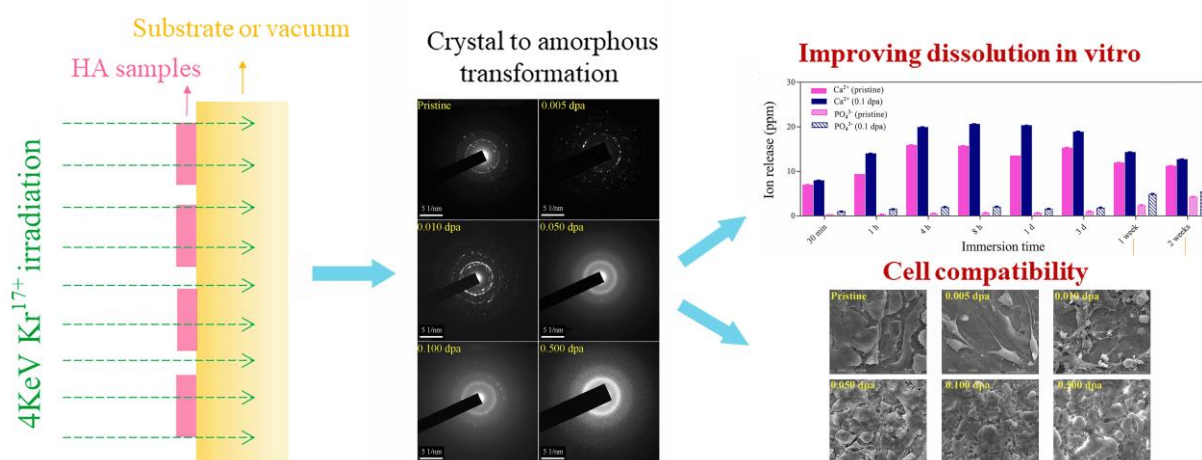 Substrate or vacuum
HA samples
4KeV Kr17+ irradiation
Crystal to amorphous
transformation
Pristine
0.005 dpa
5 1/nm
5 1/nm
0.010 dpa
0.050 dpa
5 1/nm
5 1/nm
0.100 dpa
0.500 dpa
5 1/nm
5 1/nm
Improving dissolution in vitro
Ion release (ppm)
30
20
10
0
Ca2+ (pristine)
Ca2+ (0.1 dpa)
PO43- (pristine)
PO43- (0.1 dpa)
30 min
1 h
4 h
8 h
1 d
3 d
1 week
2 weeks
Immersion time
Cell compatibility
Pristine
0.005 dpa
0.010 dpa
0.050 dpa
0.100 dpa
0.500 dpa